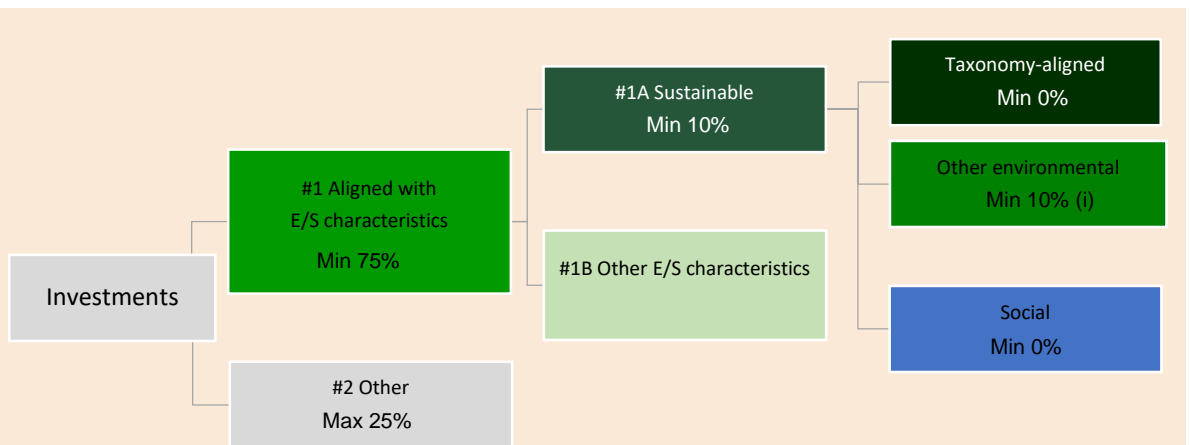 Investments
#1 Aligned with
E/S characteristics
Min 75%
#2 Other
Max 25%
#1A Sustainable
Min 10%
#1B Other E/S characteristics
Taxonomy-aligned
Min 0%
Other environmental
Min 10% (i)
Social
Min 0%